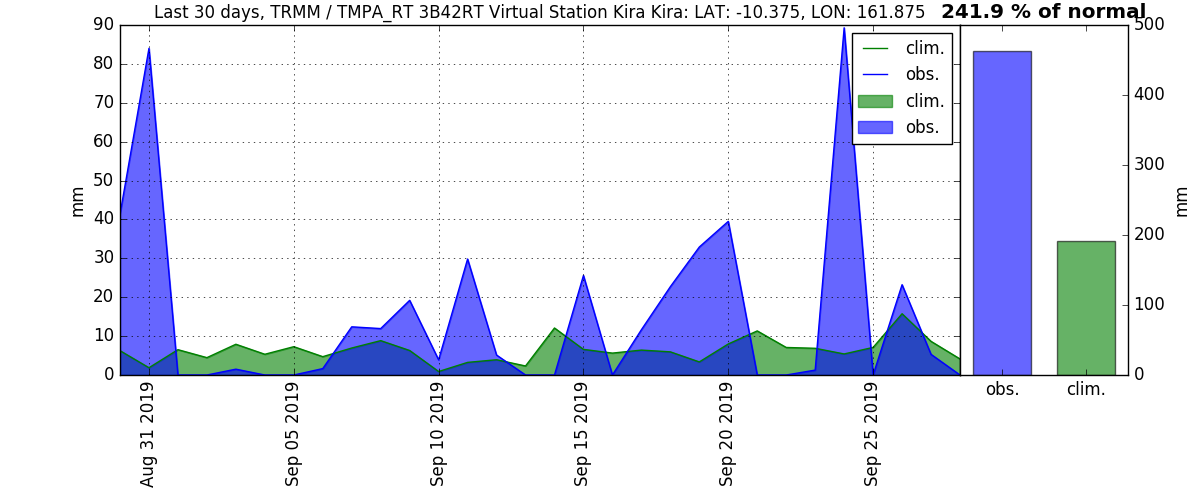 Last 30 days, TRMM / TMPA_RT 3B42RT Virtual Station Kira Kira: LAT: -10.375, LON: 161.875
241.9 % of normal
90
80
70
60
50
40
30
20
10
0
mm
clim.
obs.
clim.
obs.
Aug 31 2019
Sep 05 2019
Sep 10 2019
Sep 15 2019
Sep 20 2019
Sep 25 2019
500
400
300
200
100
0
mm
obs.
clim.